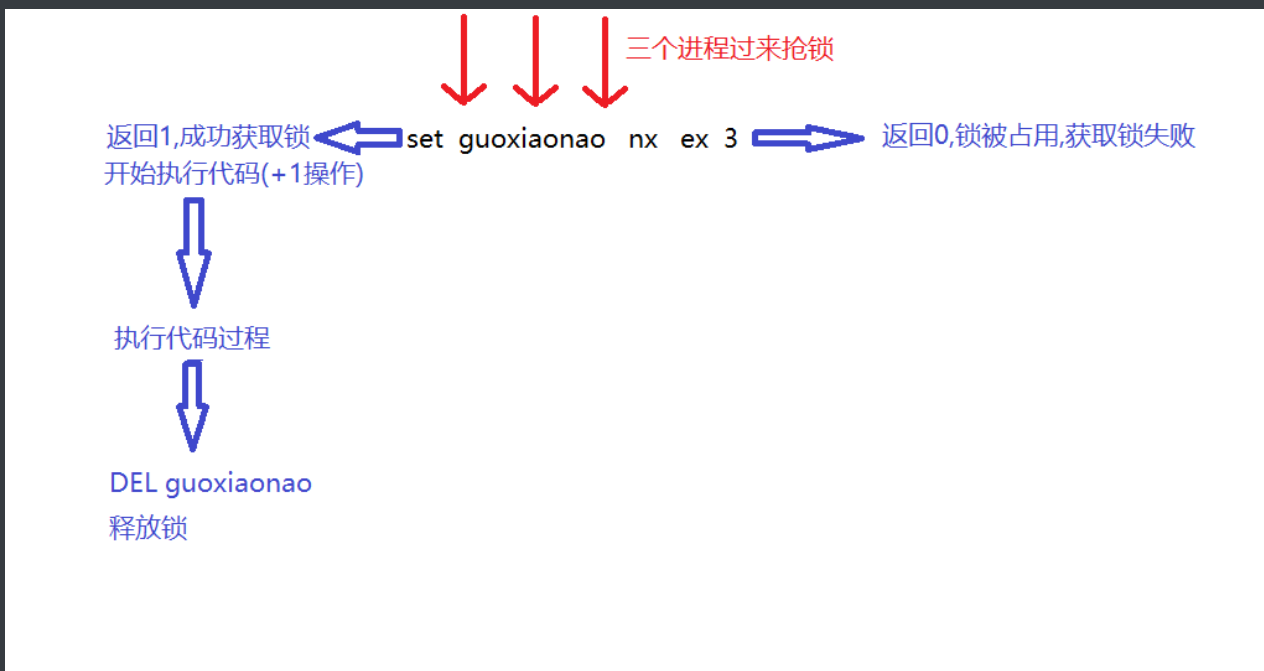 三个进程过来抢锁
返回1,成功获取锁
set guoxiaonao nx ex 3
返回0,锁被占用,获取锁失败
开始执行代码(+1操作)
执行代码过程
DEL guoxiaonao
释放锁